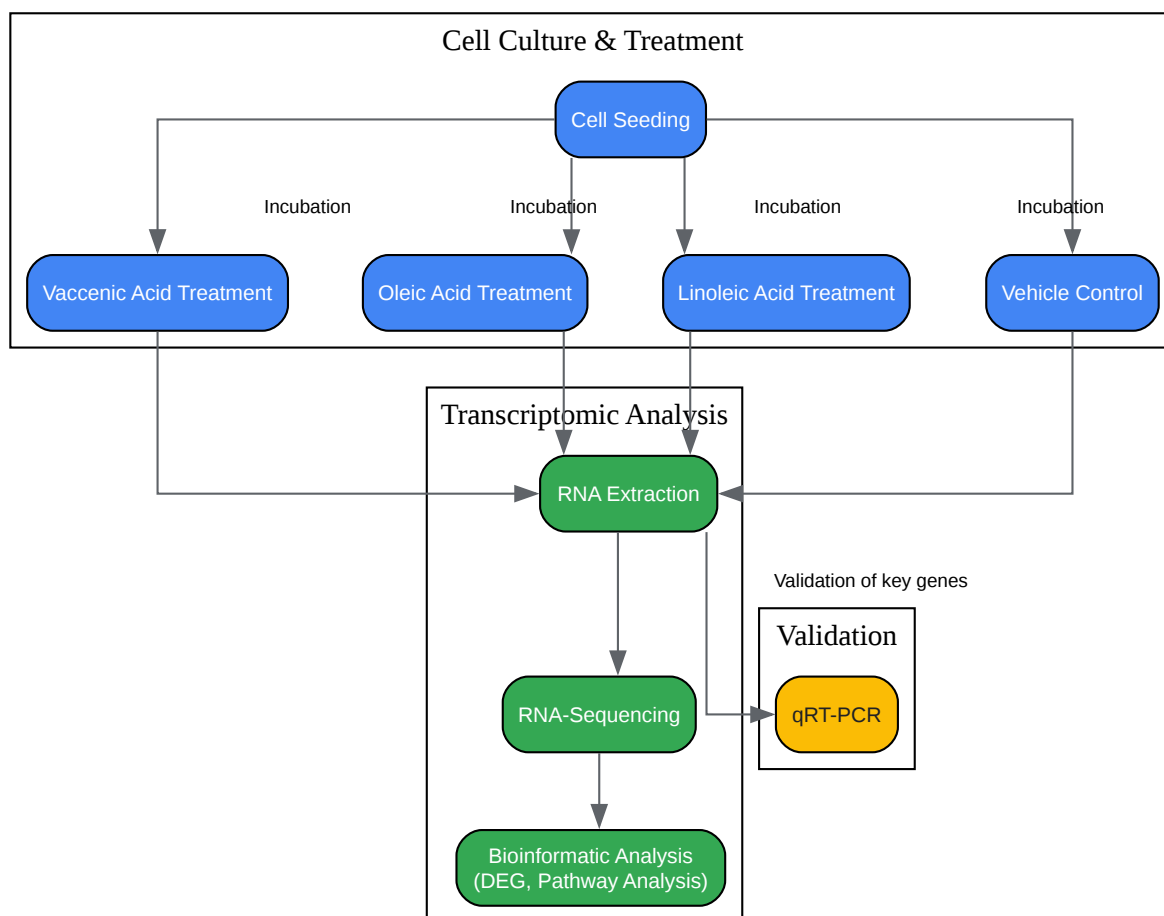 Cell Culture & Treatment
Cell Seeding
Incubation
Incubation
Incubation
Incubation
Vaccenic Acid Treatment
Oleic Acid Treatment
Linoleic Acid Treatment
Vehicle Control
Transcriptomic Analysis
RNA Extraction
Validation of key genes
Validation
RNA-Sequencing
qRT-PCR
Bioinformatic Analysis
(DEG, Pathway Analysis)